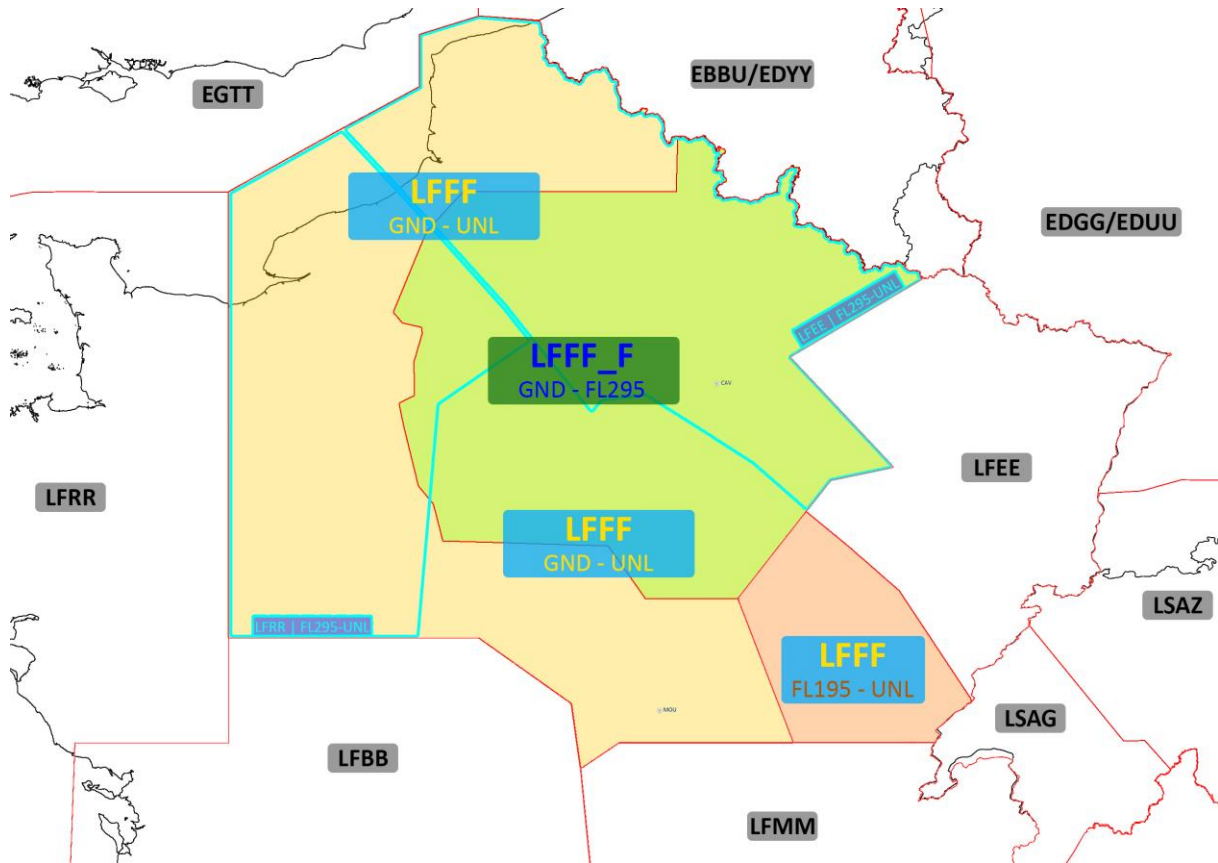 EGTT
EBBU/EDYY
LFFF
GND - UNL
EDGG/EDUU
LFEE | FL295-UNL
LFFF_F
GND - FL295
CAV
LFRR
LFEE
LFFF
GND - UNL
LSAZ
LFRR | FL295-UNL
LFFF
FL195 - UNL
MOU
LSAG
LFBB
LFMM